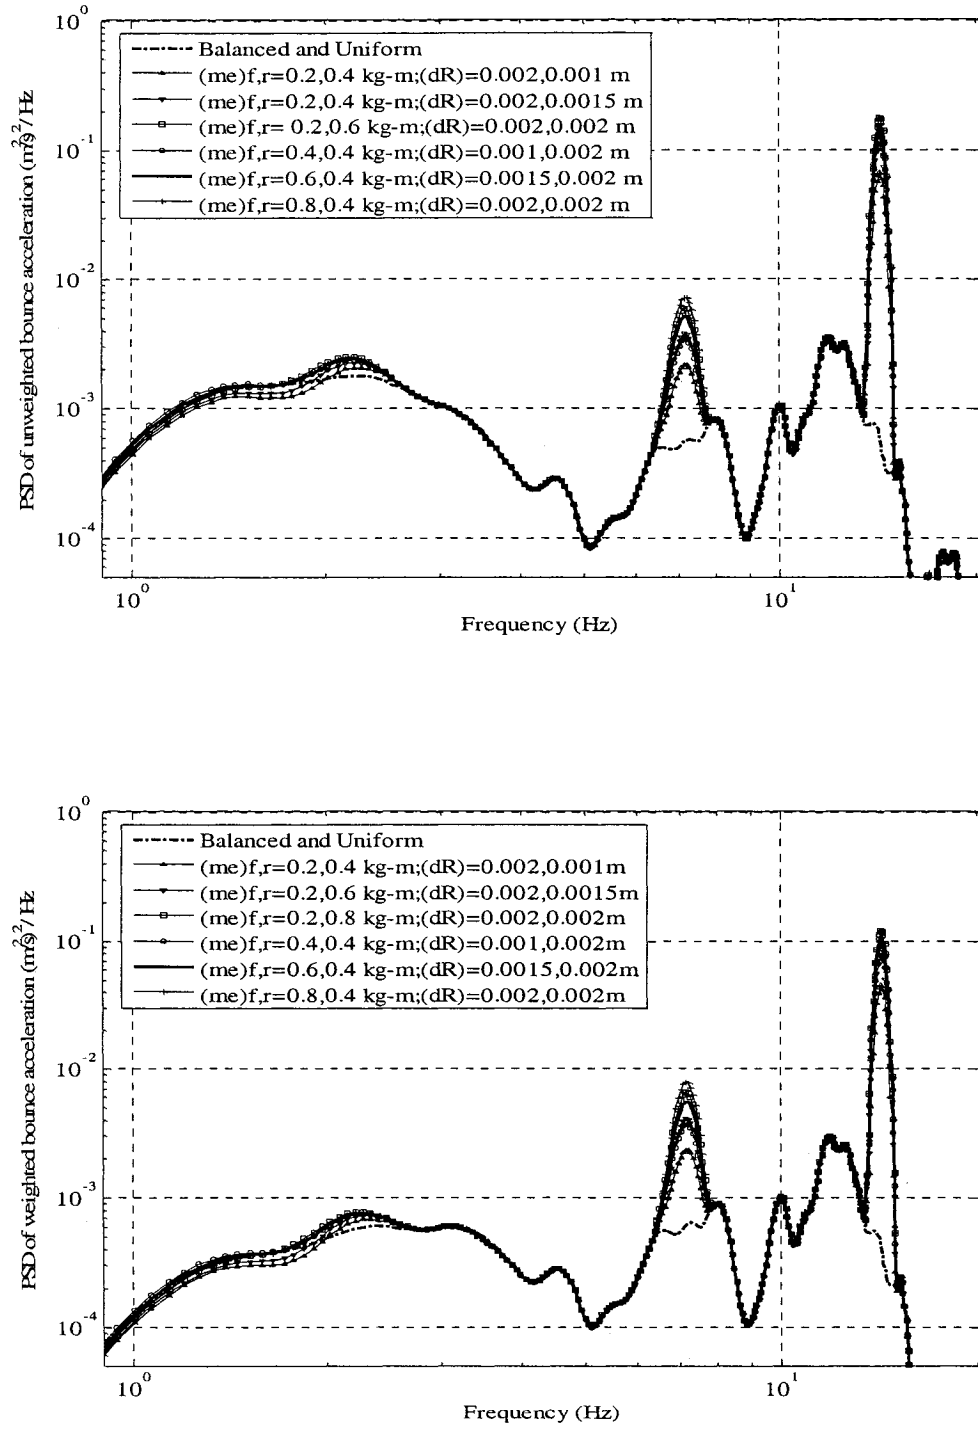 10^0
10^-1
10^-2
10^-3
10^-4
PSD of unweighted bounce acceleration (m/s²)²/Hz
Balanced and Uniform
(me)f,r=0.2,0.4 kg-m;(dR)=0.002,0.001 m
(me)f,r=0.2,0.4 kg-m;(dR)=0.002,0.0015 m
(me)f,r= 0.2,0.6 kg-m;(dR)=0.002,0.002 m
(me)f,r=0.4,0.4 kg-m;(dR)=0.001,0.002 m
(me)f,r=0.6,0.4 kg-m;(dR)=0.0015,0.002 m
(me)f,r=0.8,0.4 kg-m;(dR)=0.002,0.002 m
10^0 10^1
Frequency (Hz)
10^0
10^-1
10^-2
10^-3
10^-4
PSD of weighted bounce acceleration (m/s²)²/Hz
Balanced and Uniform
(me)f,r=0.2,0.4 kg-m;(dR)=0.002,0.001m
(me)f,r=0.2,0.6 kg-m;(dR)=0.002,0.0015m
(me)f,r=0.2,0.8 kg-m;(dR)=0.002,0.002m
(me)f,r=0.4,0.4 kg-m;(dR)=0.001,0.002m
(me)f,r=0.6,0.4 kg-m;(dR)=0.0015,0.002m
(me)f,r=0.8,0.4 kg-m;(dR)=0.002,0.002m
10^0 10^1
Frequency (Hz)